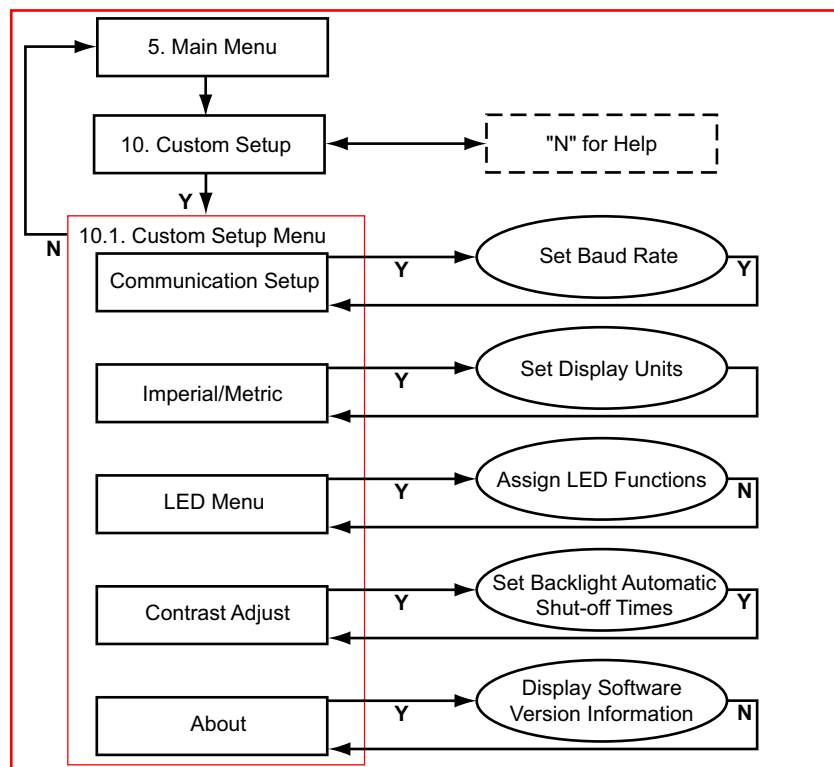 5. Main Menu
10. Custom Setup
"N" for Help
Y
N
10.1. Custom Setup Menu
Communication Setup
Y
Set Baud Rate
Y
Imperial/Metric
Y
Set Display Units
LED Menu
Y
Assign LED Functions
N
Contrast Adjust
Y
Set Backlight Automatic
Shut-off Times
Y
About
Y
Display Software
Version Information
N